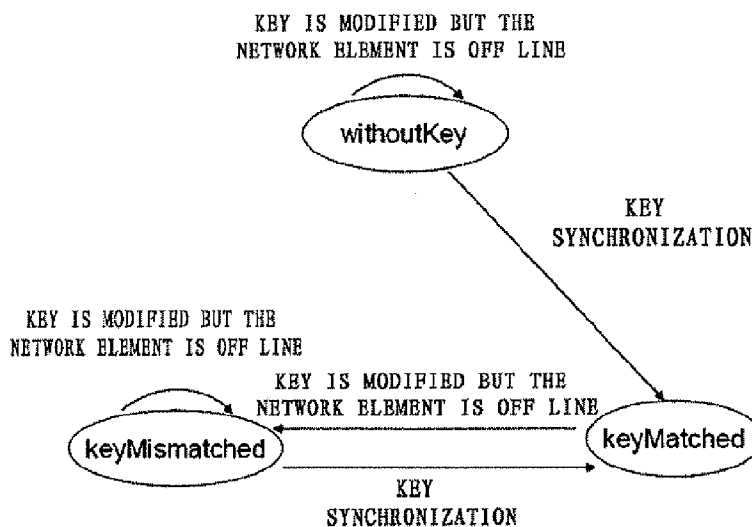 KEY IS MODIFIED BUT THE
NETWORK ELEMENT IS OFF LINE
withoutKey
KEY
SYNCHRONIZATION
KEY IS MODIFIED BUT THE
NETWORK ELEMENT IS OFF LINE
KEY IS MODIFIED BUT THE
NETWORK ELEMENT IS OFF LINE
keyMismatched
keyMatched
KEY
SYNCHRONIZATION